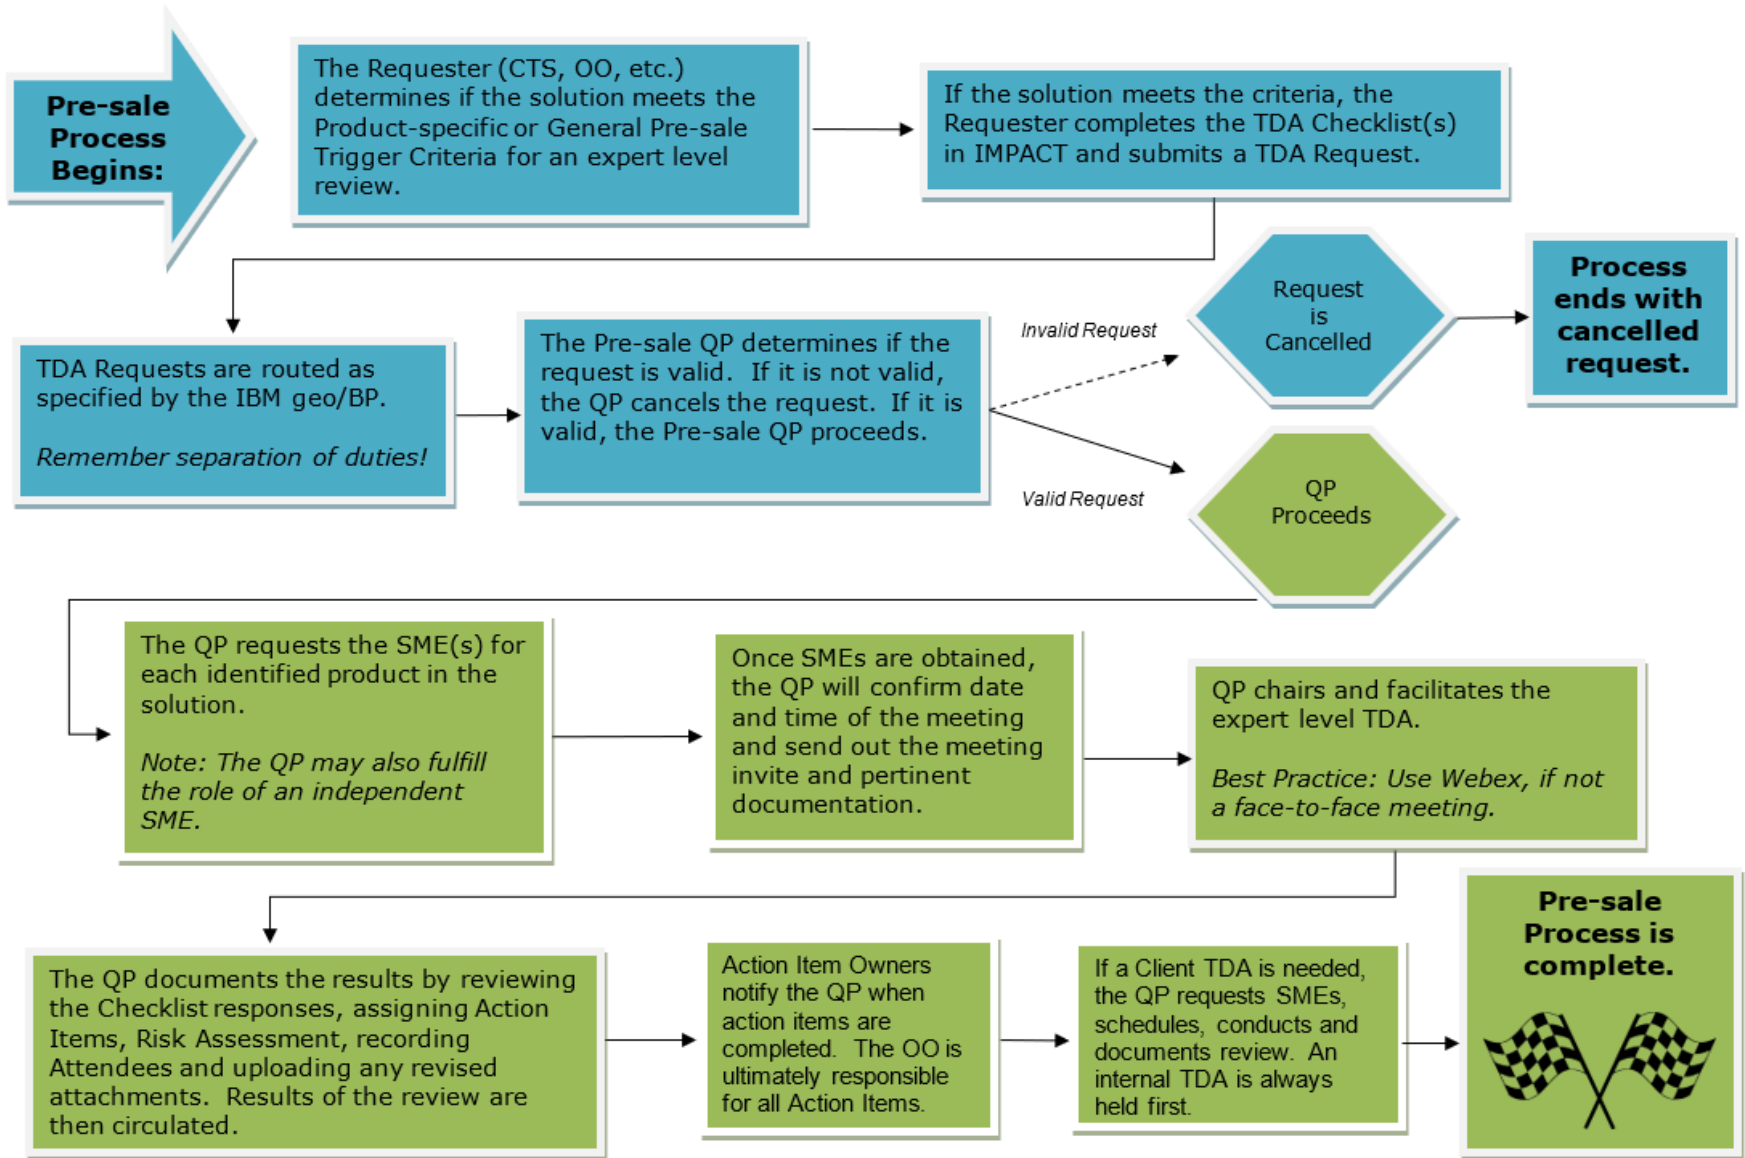 Pre-sale
Process
Begins:
The Requester (CTS, OO, etc.)
determines if the solution meets the
Product-specific or General Pre-sale
Trigger Criteria for an expert level
review.
If the solution meets the criteria, the
Requester completes the TDA Checklist(s)
in IMPACT and submits a TDA Request.
TDA Requests are routed as
specified by the IBM geo/BP.
Remember separation of duties!
The Pre-sale QP determines if the
request is valid.  If it is not valid,
the QP cancels the request.  If it is
valid, the Pre-sale QP proceeds.
Invalid Request
Valid Request
Request
is
Cancelled
Process
ends with
cancelled
request.
QP
Proceeds
The QP requests the SME(s) for
each identified product in the
solution.
Note: The QP may also fulfill
the role of an independent
SME.
Once SMEs are obtained,
the QP will confirm date
and time of the meeting
and send out the meeting
invite and pertinent
documentation.
QP chairs and facilitates the
expert level TDA.
Best Practice: Use Webex, if not
a face-to-face meeting.
The QP documents the results by reviewing
the Checklist responses, assigning Action
Items, Risk Assessment, recording
Attendees and uploading any revised
attachments.  Results of the review are
then circulated.
Action Item Owners
notify the QP when
action items are
completed.  The OO is
ultimately responsible
for all Action Items.
If a Client TDA is needed,
the QP requests SMEs,
schedules, conducts and
documents review.  An
internal TDA is always
held first.
Pre-sale
Process is
complete.